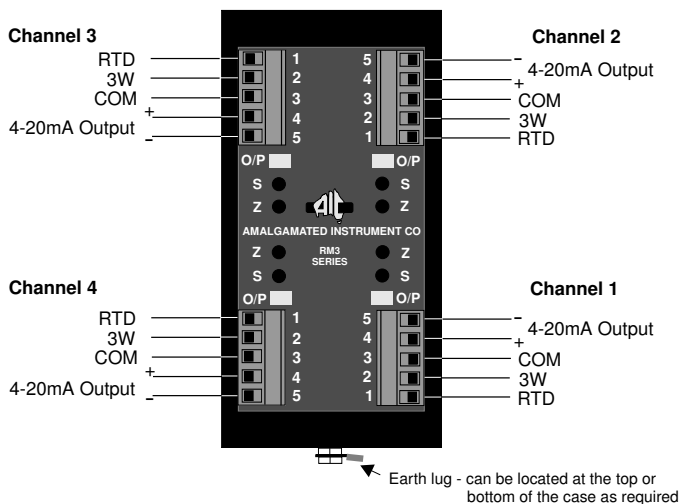 Channel 3
RTD
3W
COM
+
4-20mA Output
-
1
2
3
4
5
Channel 2
5
4
3
2
1
-
4-20mA Output
+
COM
3W
RTD
O/P
O/P
S
S
Z
Z
AIC
AMALGAMATED INSTRUMENT CO
Z
RM3
SERIES
Z
S
S
O/P
O/P
Channel 4
RTD
3W
COM
+
4-20mA Output
-
1
2
3
4
5
Channel 1
5
4
3
2
1
-
4-20mA Output
+
COM
3W
RTD
Earth lug - can be located at the top or
bottom of the case as required